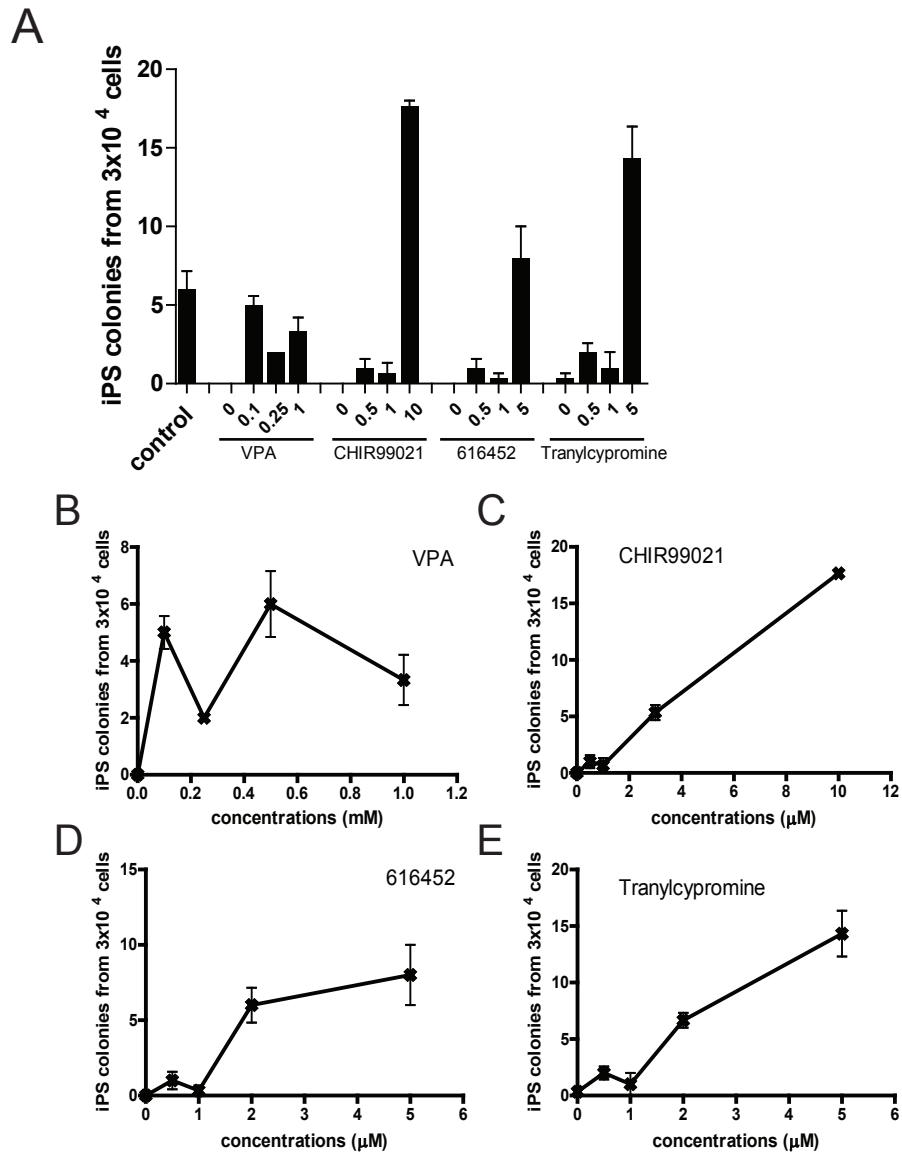 A
iPS colonies from 3x10 4 cells
20
15
10
5
0
control
0 0.1 0.25 1 0 0.5 1 10 0 0.5 1 5 0 0.5 1 5
VPA CHIR99021 616452 Tranylcypromine
B
iPS colonies from 3x10 4 cells
VPA
8
6
4
2
0
0.0 0.2 0.4 0.6 0.8 1.0 1.2
concentrations (mM)
C
iPS colonies from 3x10 4 cells
CHIR99021
20
15
10
5
0
0 2 4 6 8 10 12
concentrations (μM)
D
iPS colonies from 3x10 4 cells
616452
15
10
5
0
0 1 2 3 4 5 6
concentrations (μM)
E
iPS colonies from 3x10 4 cells
Tranylcypromine
20
15
10
5
0
0 1 2 3 4 5 6
concentrations (μM)